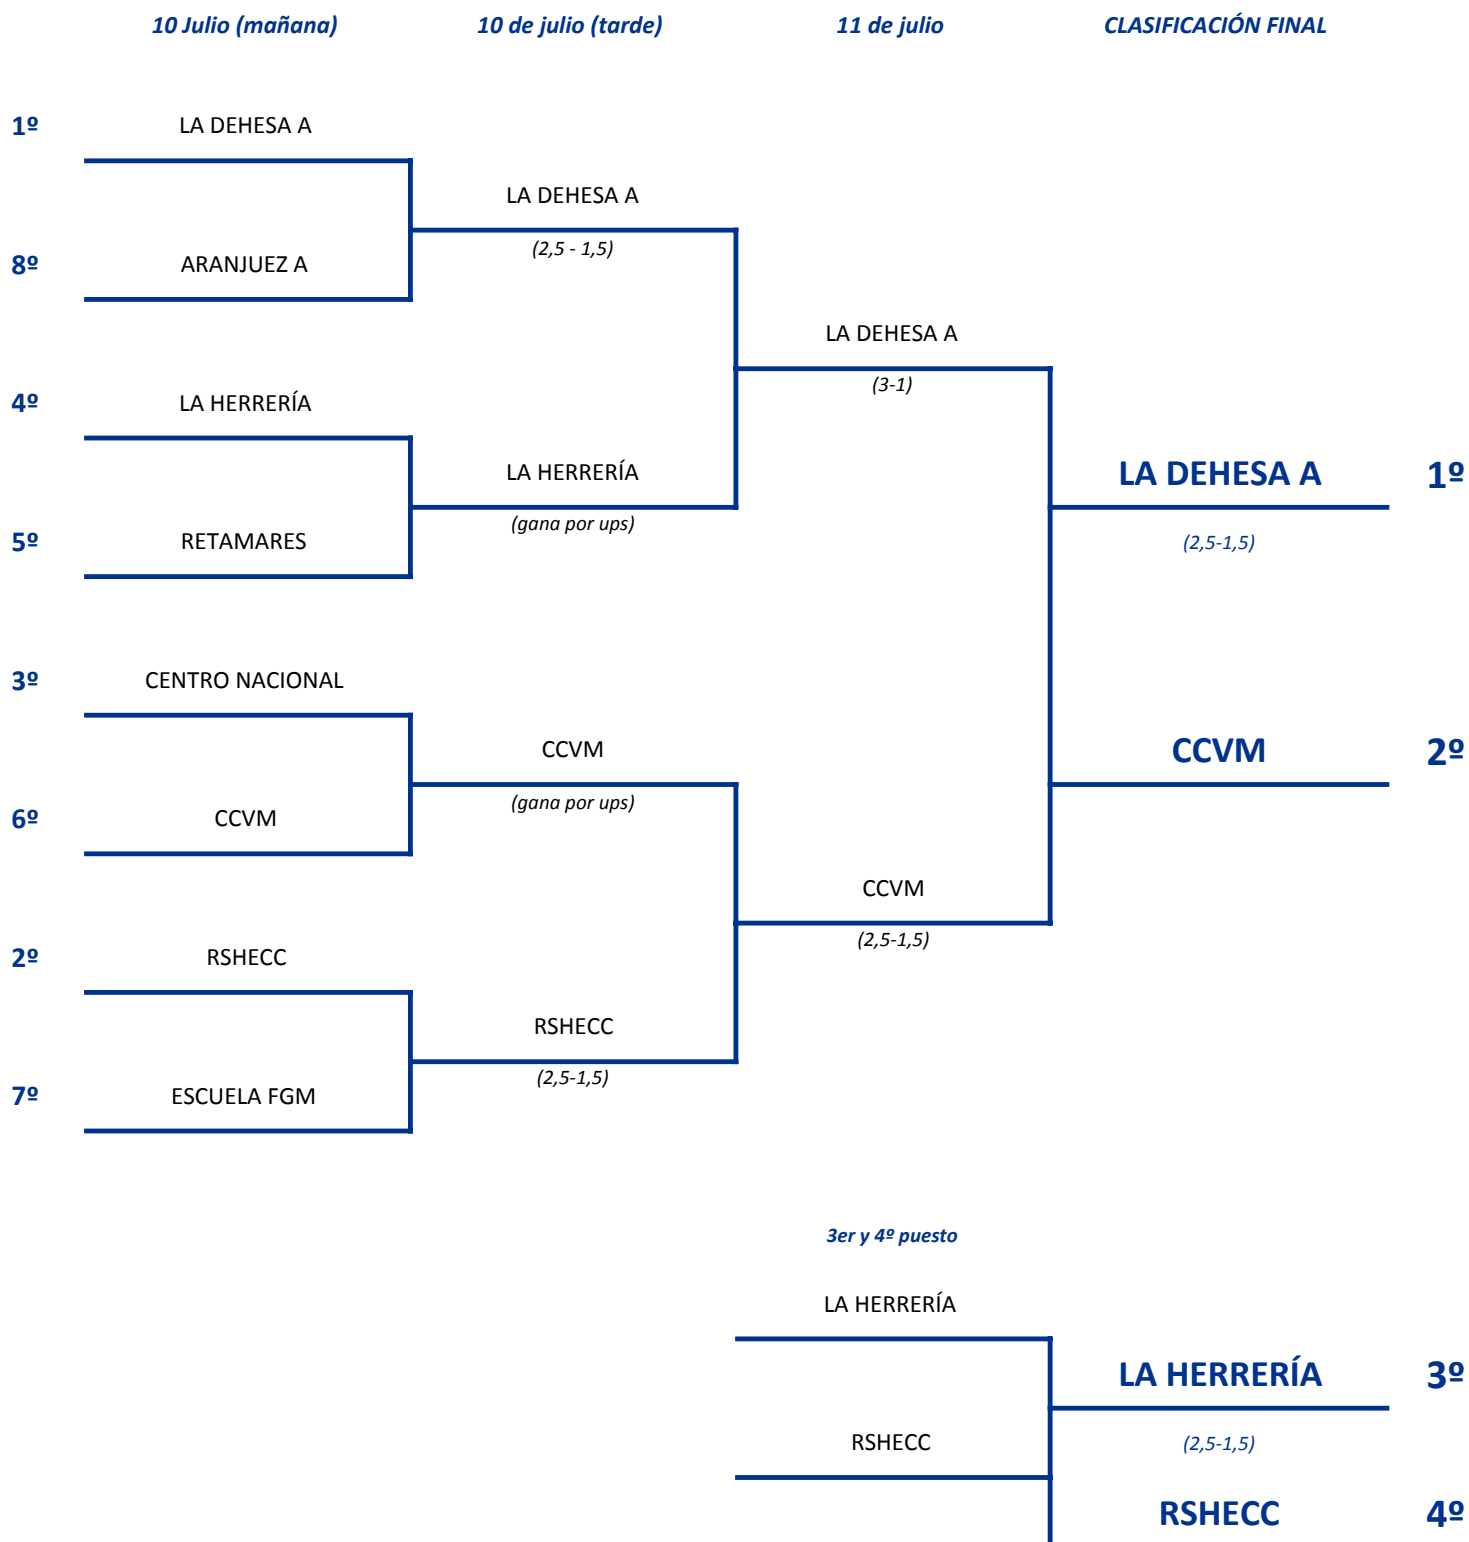 10 Julio (mañana) 10 de julio (tarde) 11 de julio CLASIFICACIÓN FINAL
1º LA DEHESA A
LA DEHESA A
(2,5 - 1,5)
8º ARANJUEZ A
LA DEHESA A
(3-1)
4º LA HERRERÍA
LA HERRERÍA
(gana por ups)
LA DEHESA A 1º
(2,5-1,5)
5º RETAMARES
3º CENTRO NACIONAL
CCVM
(gana por ups)
CCVM 2º
6º CCVM
CCVM
(2,5-1,5)
2º RSHECC
RSHECC
(2,5-1,5)
7º ESCUELA FGM
3er y 4º puesto
LA HERRERÍA
LA HERRERÍA 3º
(2,5-1,5)
RSHECC
RSHECC 4º